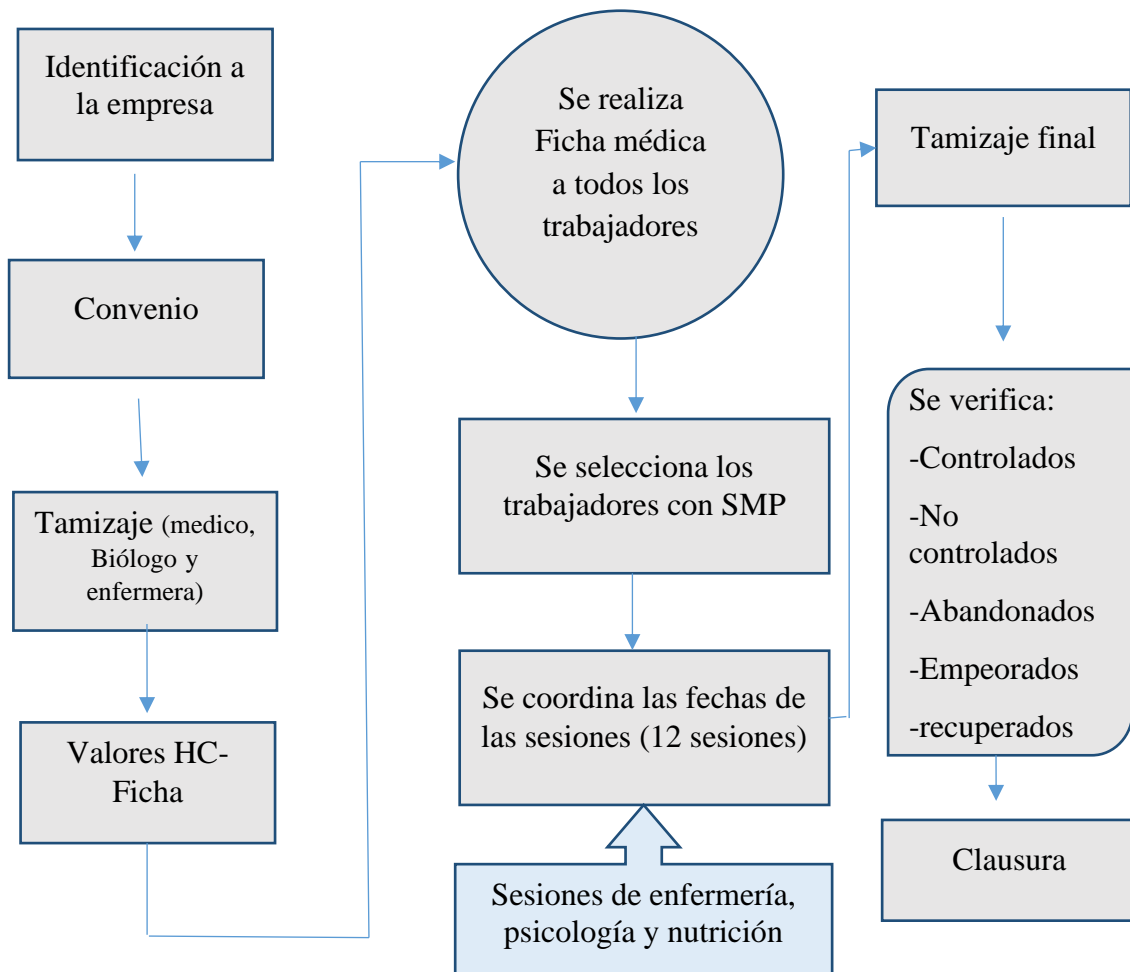 Identificación a
la empresa
Convenio
Tamizaje (medico,
Biólogo y
enfermera)
Valores HC-
Ficha
Se realiza
Ficha médica
a todos los
trabajadores
Se selecciona los
trabajadores con SMP
Se coordina las fechas de
las sesiones (12 sesiones)
Sesiones de enfermería,
psicología y nutrición
Tamizaje final
Se verifica:
-Controlados
-No
controlados
-Abandonados
-Empeorados
-recuperados
Clausura